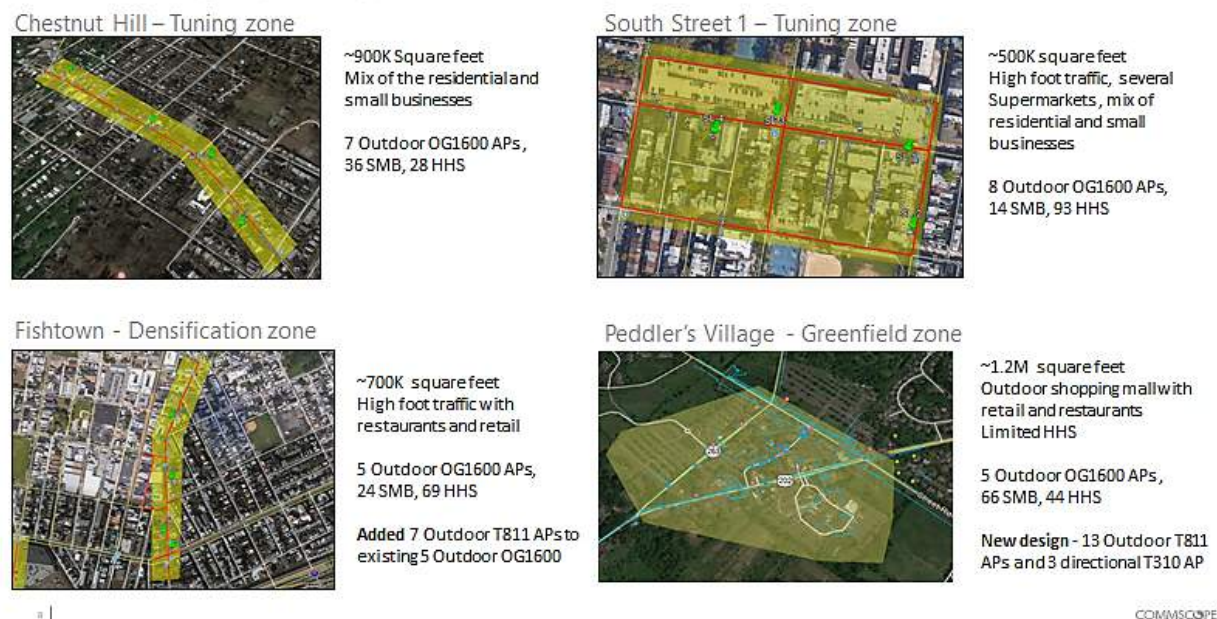 Chestnut Hill – Tuning zone
~900K Square feet
Mix of the residential and
small businesses
7 Outdoor OG1600 APs ,
36 SMB, 28 HHS
South Street 1 – Tuning zone
~500K square feet
High foot traffic, several
Supermarkets , mix of
residential and small
businesses
8 Outdoor OG1600 APs,
14 SMB, 93 HHS
Fishtown - Densification zone
~700K square feet
High foot traffic with
restaurants and retail
5 Outdoor OG1600 APs,
24 SMB, 69 HHS
Added 7 Outdoor T811 APs to
existing 5 Outdoor OG1600
Peddler's Village - Greenfield zone
263
202
~1.2M square feet
Outdoor shopping mall with
retail and restaurants
Limited HHS
5 Outdoor OG1600 APs ,
66 SMB, 44 HHS
New design - 13 Outdoor T811
APs and 3 directional T310 AP
COMMSCOPE